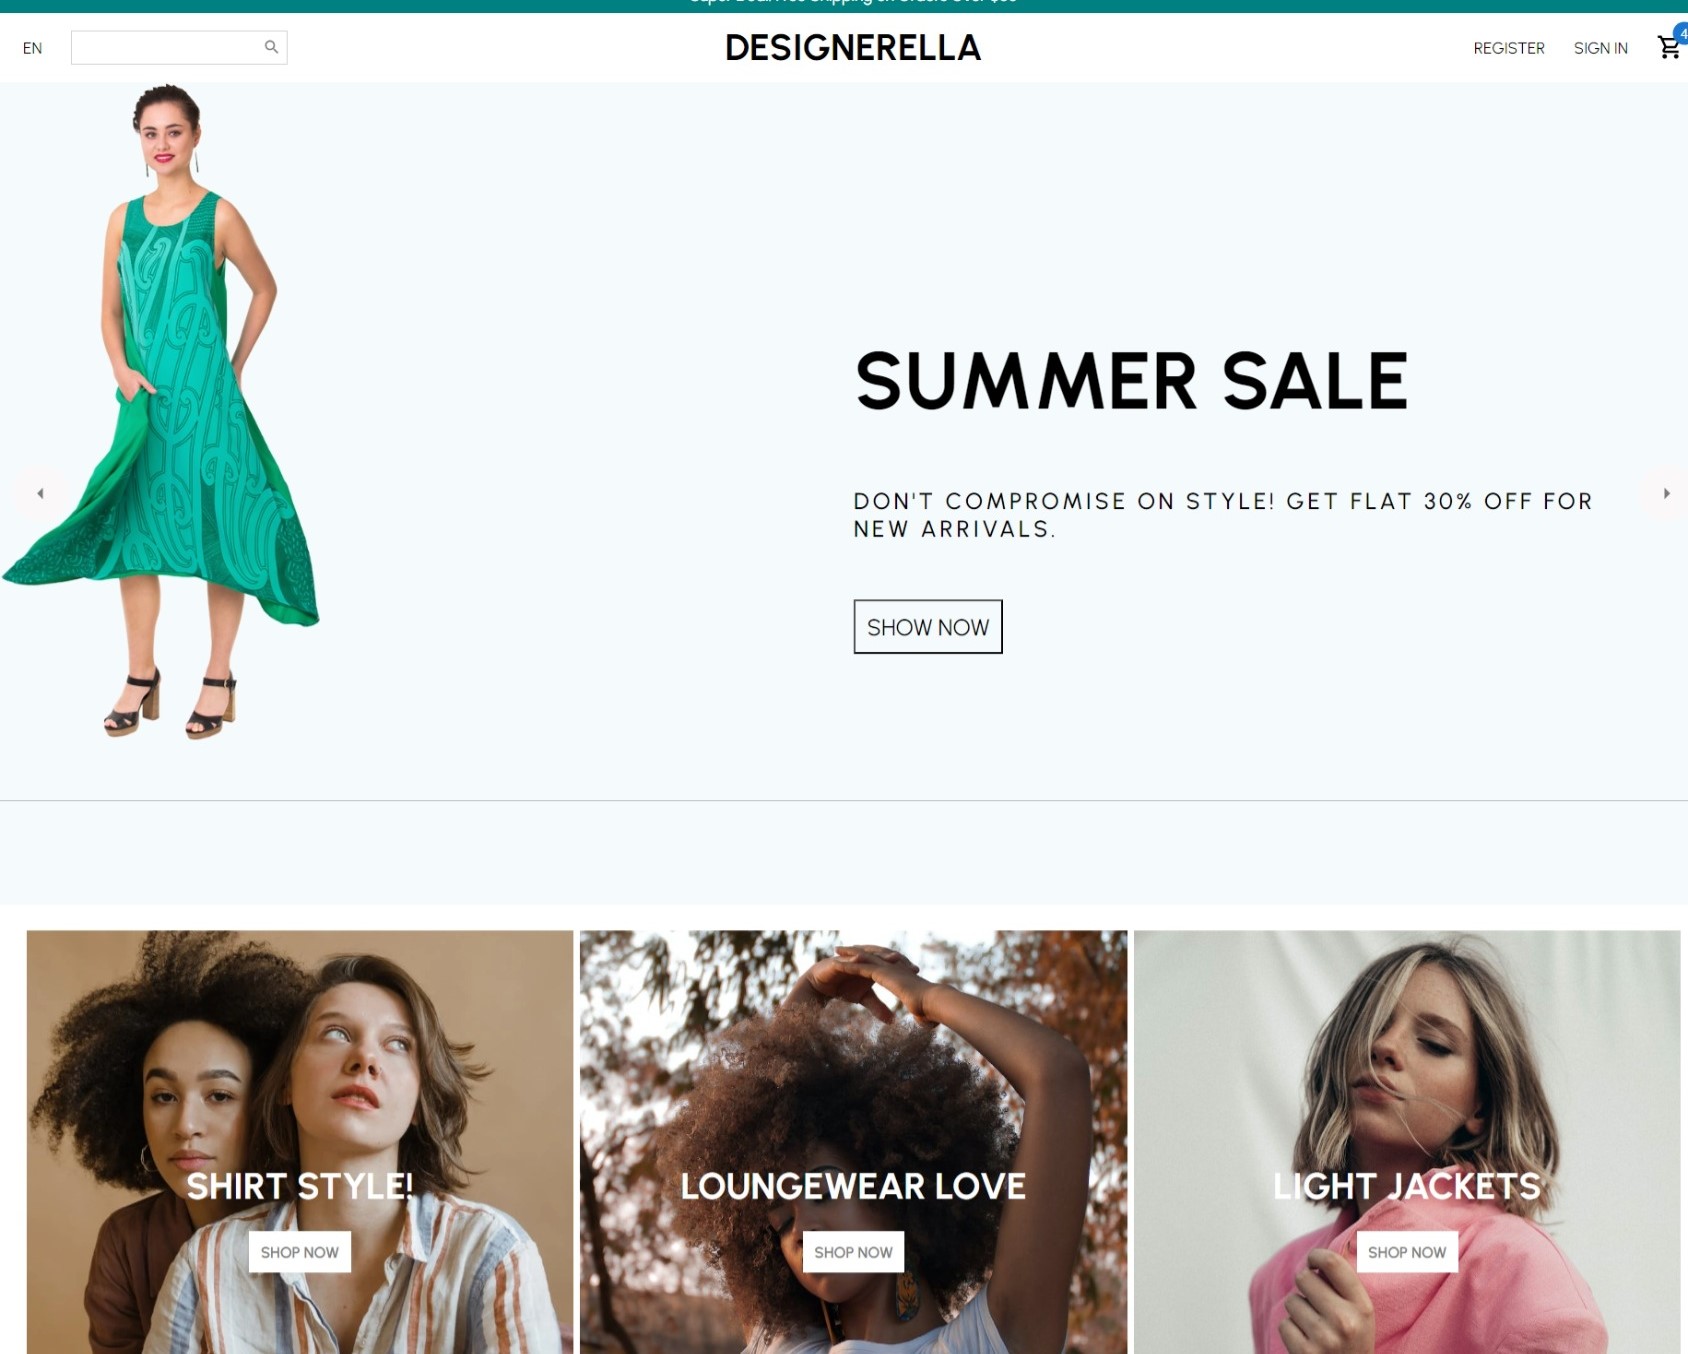 EN
DESIGNERELLA
REGISTER
SIGN IN
4
SUMMER SALE
DON'T COMPROMISE ON STYLE! GET FLAT 30% OFF FOR
NEW ARRIVALS.
SHOW NOW
SHIRT STYLE!
SHOP NOW
LOUNGEWEAR LOVE
SHOP NOW
LIGHT JACKETS
SHOP NOW